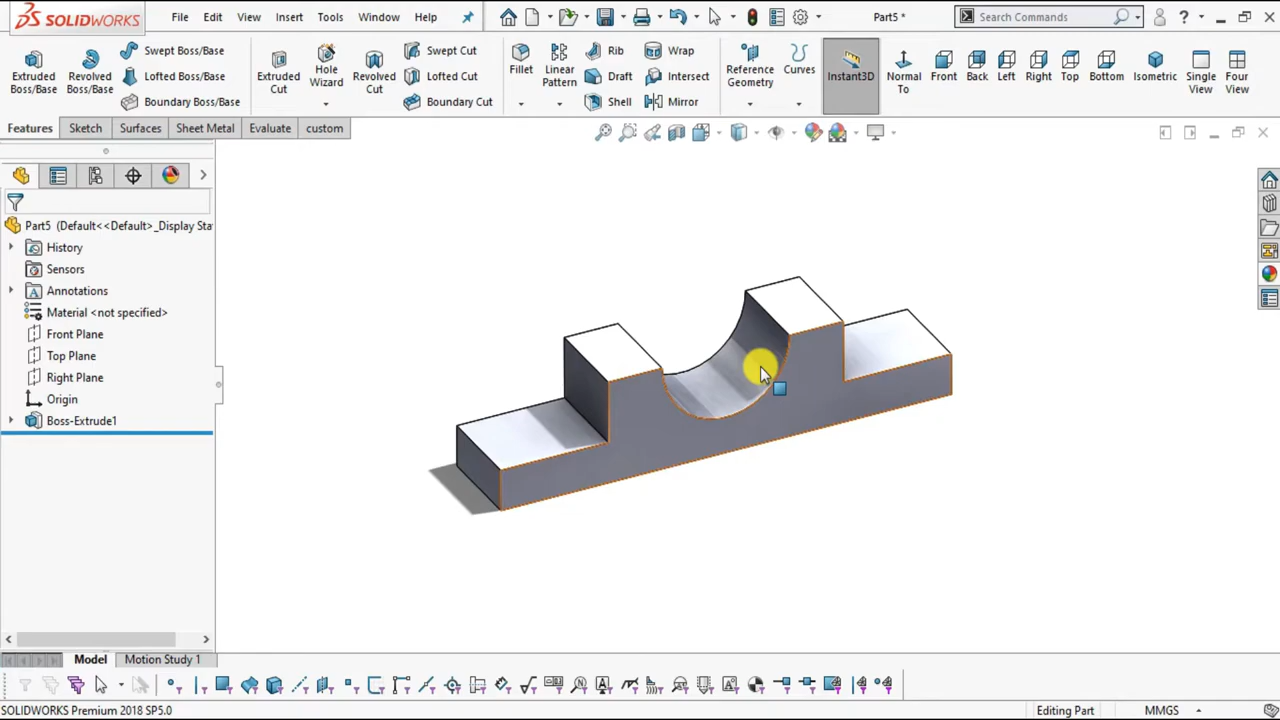 SOLIDWORKS
File Edit View Insert Tools Window Help
Part5 *
Search Commands
Extruded Boss/Base
Revolved Boss/Base
Swept Boss/Base
Lofted Boss/Base
Boundary Boss/Base
Extruded Cut
Hole Wizard
Revolved Cut
Swept Cut
Lofted Cut
Boundary Cut
Fillet
Linear Pattern
Rib
Draft
Shell
Wrap
Intersect
Mirror
Reference Geometry
Curves
Instant3D
Normal To
Front
Back
Left
Right
Top
Bottom
Isometric
Single View
Four View
Features Sketch Surfaces Sheet Metal Evaluate custom
Part5 (Default<<Default>_Display Sta
History
Sensors
Annotations
Material <not specified>
Front Plane
Top Plane
Right Plane
Origin
Boss-Extrude1
Model Motion Study 1
SOLIDWORKS Premium 2018 SP5.0
Editing Part
MMGS